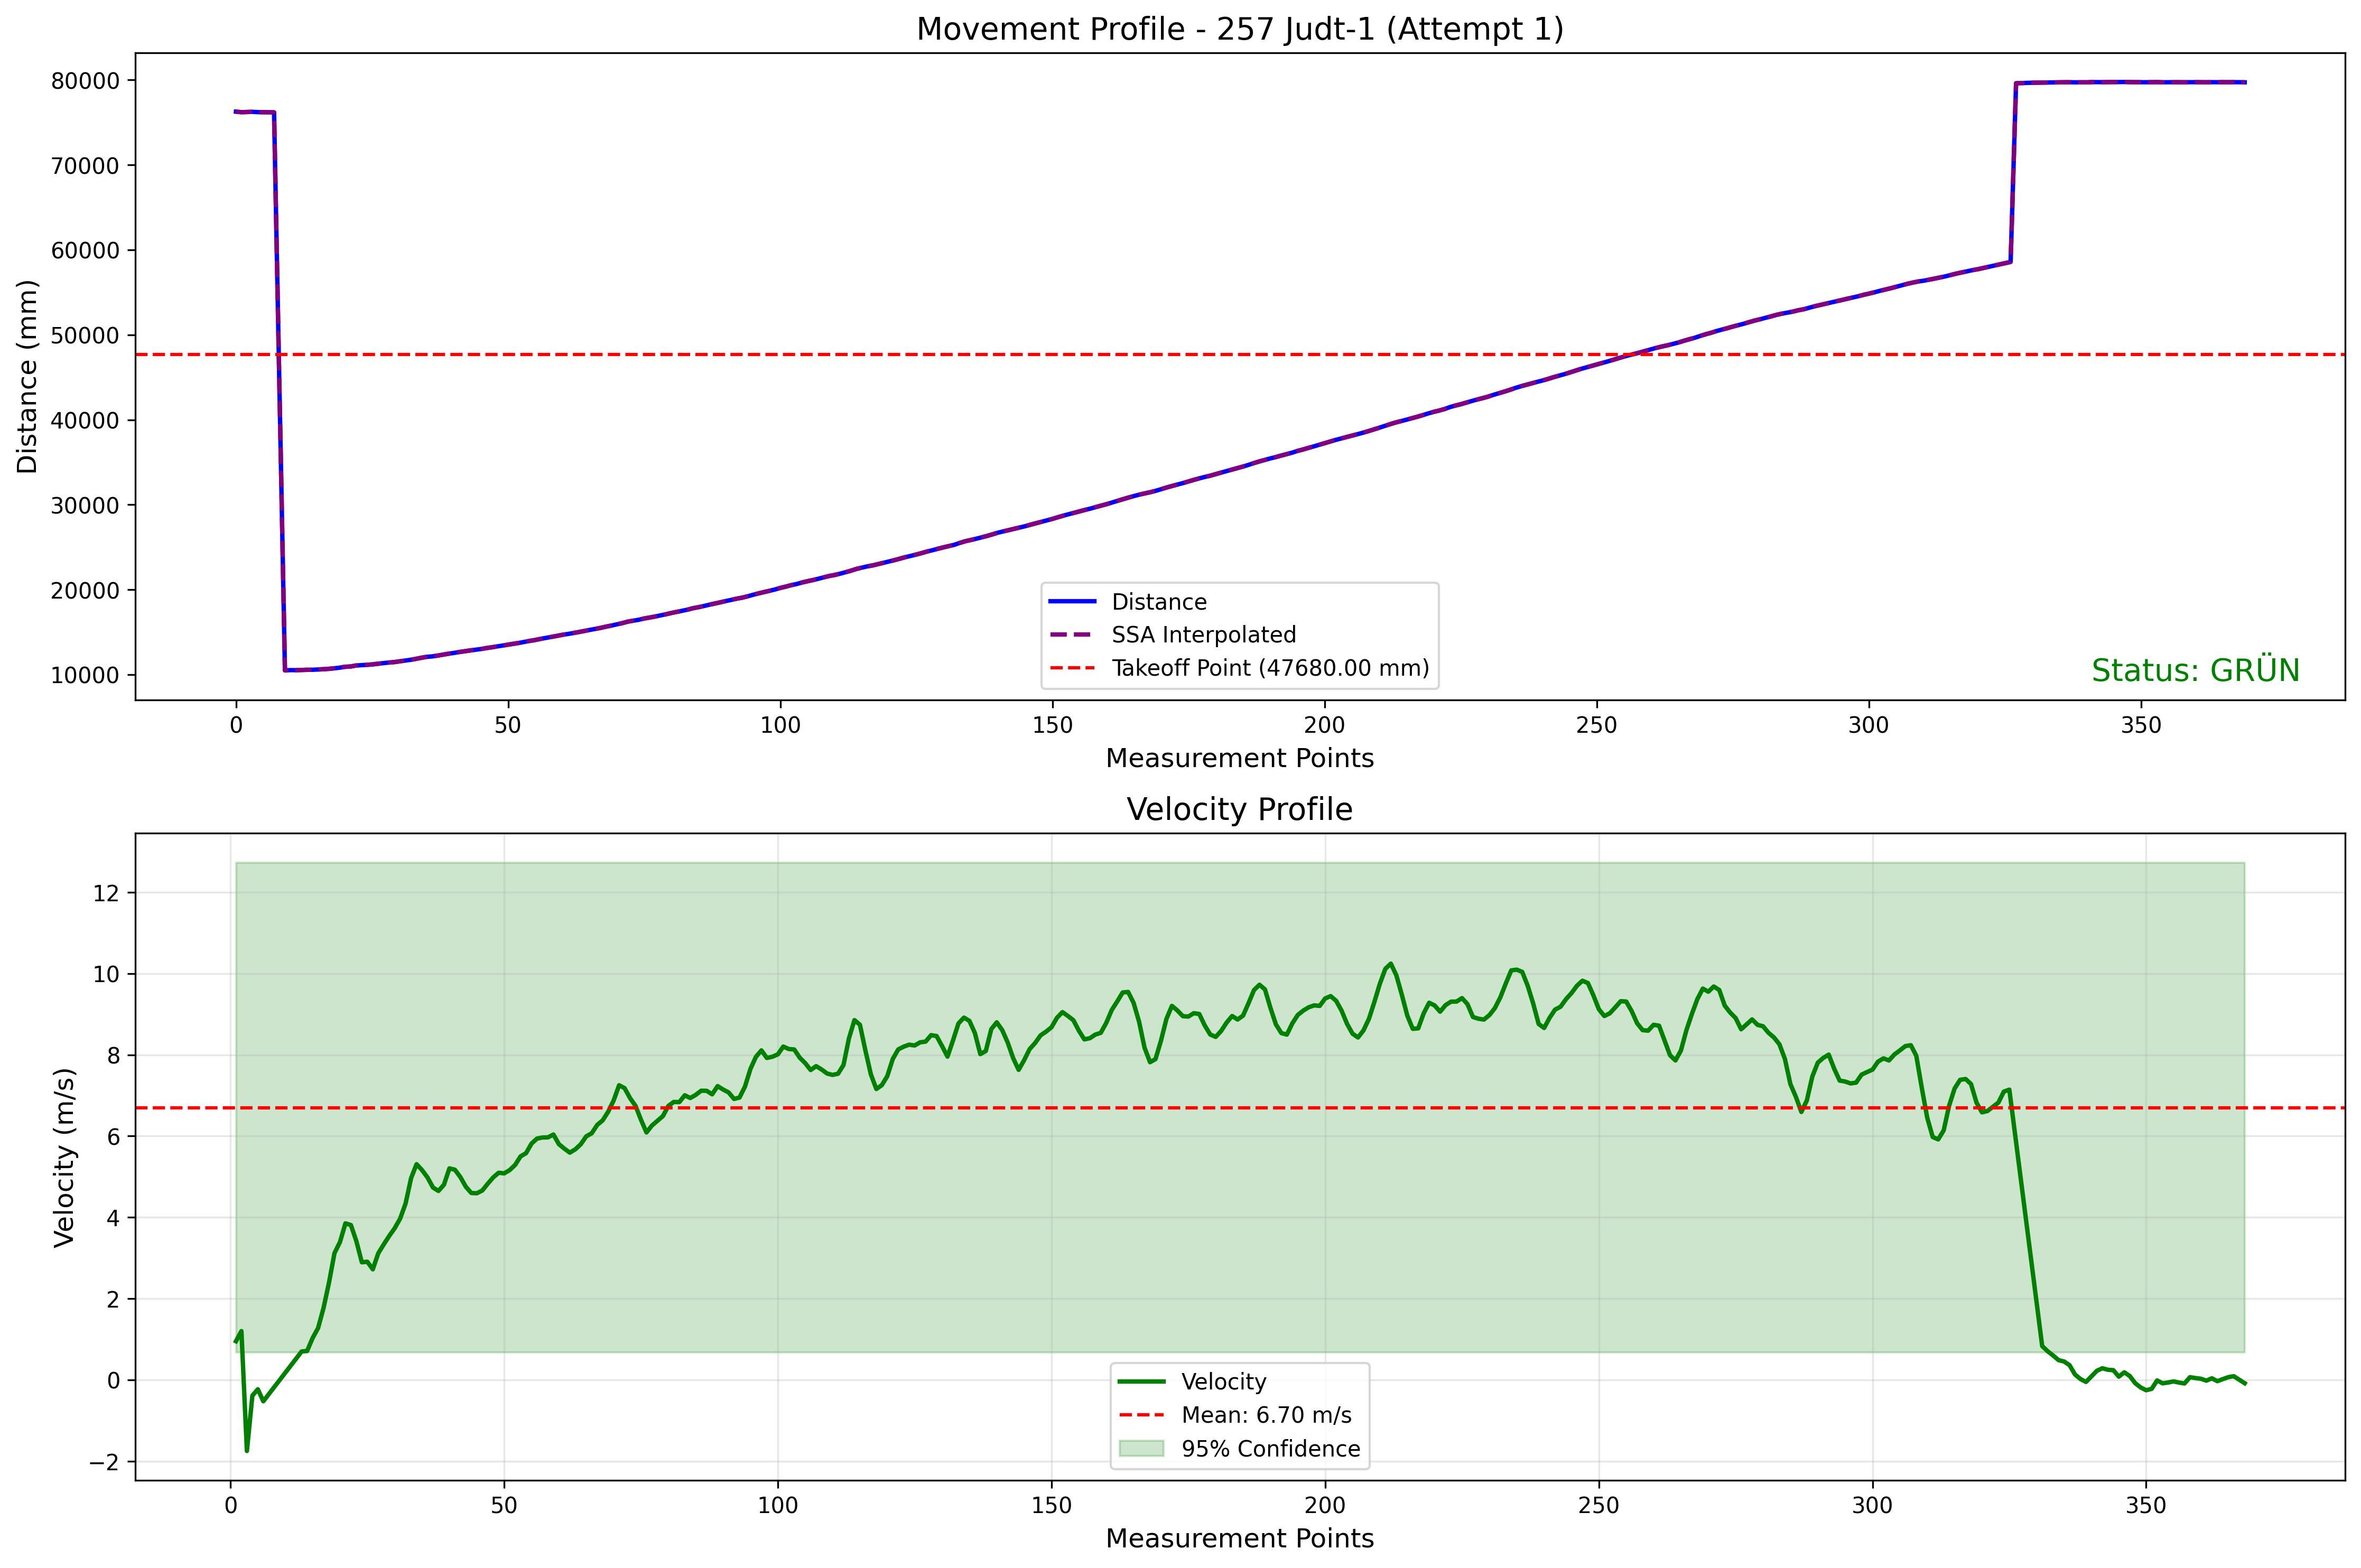 Movement Profile - 257 Judt-1 (Attempt 1)
Distance (mm)
80000
70000
60000
50000
40000
30000
20000
10000
Distance
SSA Interpolated
Takeoff Point (47680.00 mm)
Status: GRÜN
0 50 100 150 200 250 300 350
Measurement Points
Velocity Profile
Velocity (m/s)
12
10
8
6
4
2
0
−2
Velocity
Mean: 6.70 m/s
95% Confidence
0 50 100 150 200 250 300 350
Measurement Points